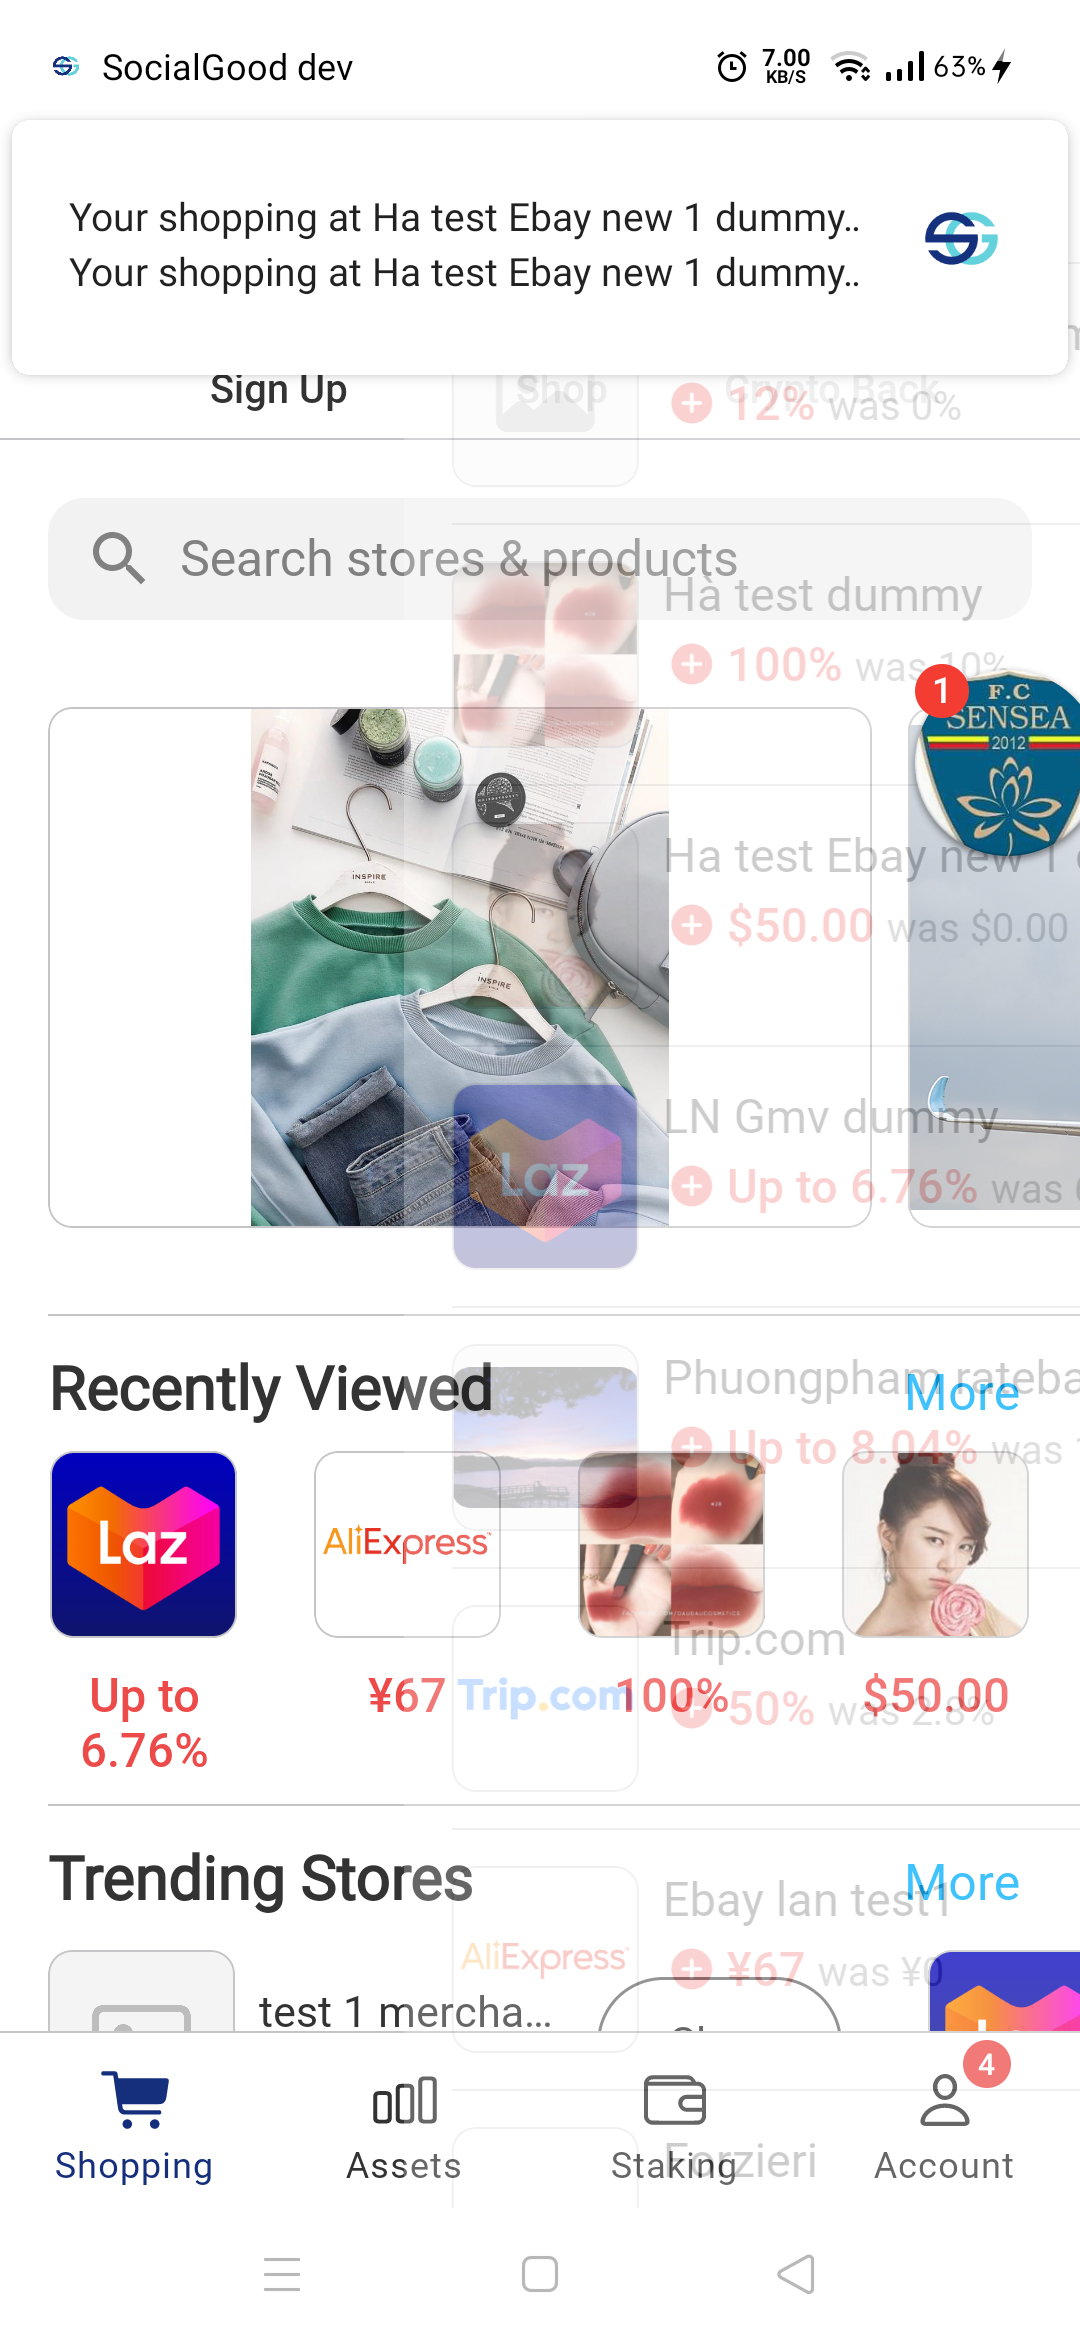 SocialGood dev
7.00
KB/S
63%
Your shopping at Ha test Ebay new 1 dummy..
Your shopping at Ha test Ebay new 1 dummy..
Sign Up
Shop
Crypto Back
12% was 0%
Search stores & products
Hà test dummy
100% was 10%
1
F.C
SENSEA
2012
INSPIRE
INSPIRE
Ha test Ebay new 1
$50.00 was $0.00
LN Gmv dummy
Laz
Up to 6.76% was
Recently Viewed
More
Phuongpham rateba
Up to 8.04% was
Laz
AliExpress
Trip.com
Up to
6.76%
¥67
100%
$50.00
Trip.com
50% was 2.8%
Trending Stores
More
Ebay lan test1
AliExpress
¥67 was ¥0
test 1 mercha...
4
Shopping
Assets
Staking
Account
Forzieri